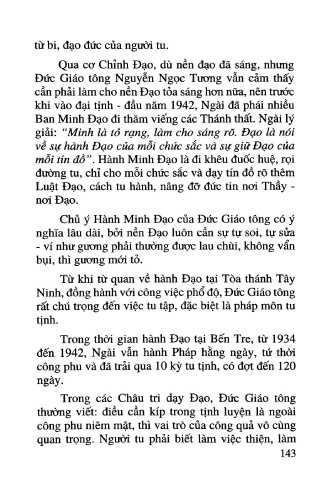 từ bi, đạo đức của người tu.
Qua cơ Chỉnh Đạo, dù nền đạo đã sáng, nhưng
Đức Giáo tông Nguyễn Ngọc Tương vẫn cảm thấy
cần phải làm cho nền Đạo tỏa sáng hơn nữa, nên trước
khi vào đại tịnh - đầu năm 1942, Ngài đã phái nhiều
Ban Minh Đạo đi thăm viếng các Thánh thất. Ngài lý
giải: “Minh là tỏ rạng, làm cho sáng rõ. Đạo là nói
về sự hành Đạo của mỗi chức sắc và sự giữ Đạo của
mỗi tín đồ”. Hành Minh Đạo là đi khêu đuốc huệ, rọi
đường tu, chỉ cho mỗi chức sắc và dạy tín đồ rõ thêm
Luật Đạo, cách tu hành, nâng đỡ đức tin nơi Thầy -
nơi Đạo.
Chủ ý Hành Minh Đạo của Đức Giáo tông có ý
nghĩa lâu dài, bởi nền Đạo luôn cần sự tự soi, tự sửa
- ví như gương phải thường được lau chùi, không vẩn
bụi, thì gương mới tỏ.
Từ khi từ quan về hành Đạo tại Tòa thánh Tây
Ninh, đồng hành với công việc phổ độ, Đức Giáo tông
rất chú trọng đến việc tu tập, đặc biệt là pháp môn tu
tịnh.
Trong thời gian hành Đạo tại Bến Tre, từ 1934
đến 1942, Ngài vẫn hành Pháp hằng ngày, tứ thời
công phu và đã trải qua 10 kỳ tu tịnh, có đợt đến 120
ngày.
Trong các Châu tri dạy Đạo, Đức Giáo tông
thường viết: điều cần kíp trong tịnh luyện là ngoài
công phu niêm mật, thì vai trò của công quả vô cùng
quan trọng. Người tu phải biết làm việc thiện, làm
143